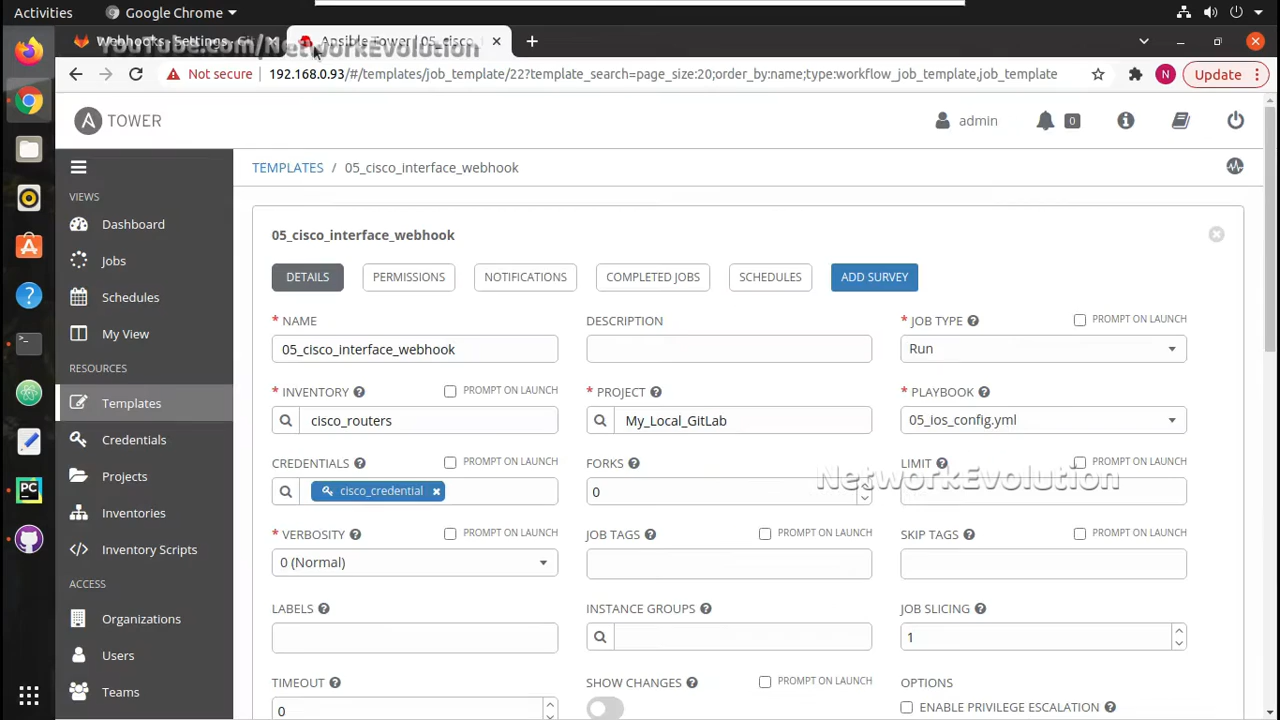 Activities Google Chrome
Webhooks · Settings · Gi Ansible Tower | 05_cisco_
Youtube.com/NetworkEvolution
Not secure 192.168.0.93/#/templates/job_template/22?template_search=page_size:20;order_by:name;type:workflow_job_template,job_template N Update
A TOWER admin 0
TEMPLATES / 05_cisco_interface_webhook
VIEWS
Dashboard
Jobs
Schedules
My View
RESOURCES
Templates
Credentials
Projects
Inventories
Inventory Scripts
ACCESS
Organizations
Users
Teams
05_cisco_interface_webhook
DETAILS PERMISSIONS NOTIFICATIONS COMPLETED JOBS SCHEDULES ADD SURVEY
* NAME DESCRIPTION * JOB TYPE ? PROMPT ON LAUNCH
05_cisco_interface_webhook Run
* INVENTORY ? PROMPT ON LAUNCH * PROJECT ? * PLAYBOOK ?
cisco_routers My_Local_GitLab 05_ios_config.yml
CREDENTIALS ? PROMPT ON LAUNCH FORKS ? LIMIT ? PROMPT ON LAUNCH
NetworkEvolution
cisco_credential 0
* VERBOSITY ? PROMPT ON LAUNCH JOB TAGS ? PROMPT ON LAUNCH SKIP TAGS ? PROMPT ON LAUNCH
0 (Normal)
LABELS ? INSTANCE GROUPS ? JOB SLICING ?
1
TIMEOUT ? SHOW CHANGES ? PROMPT ON LAUNCH OPTIONS
0 ENABLE PRIVILEGE ESCALATION ?
PC